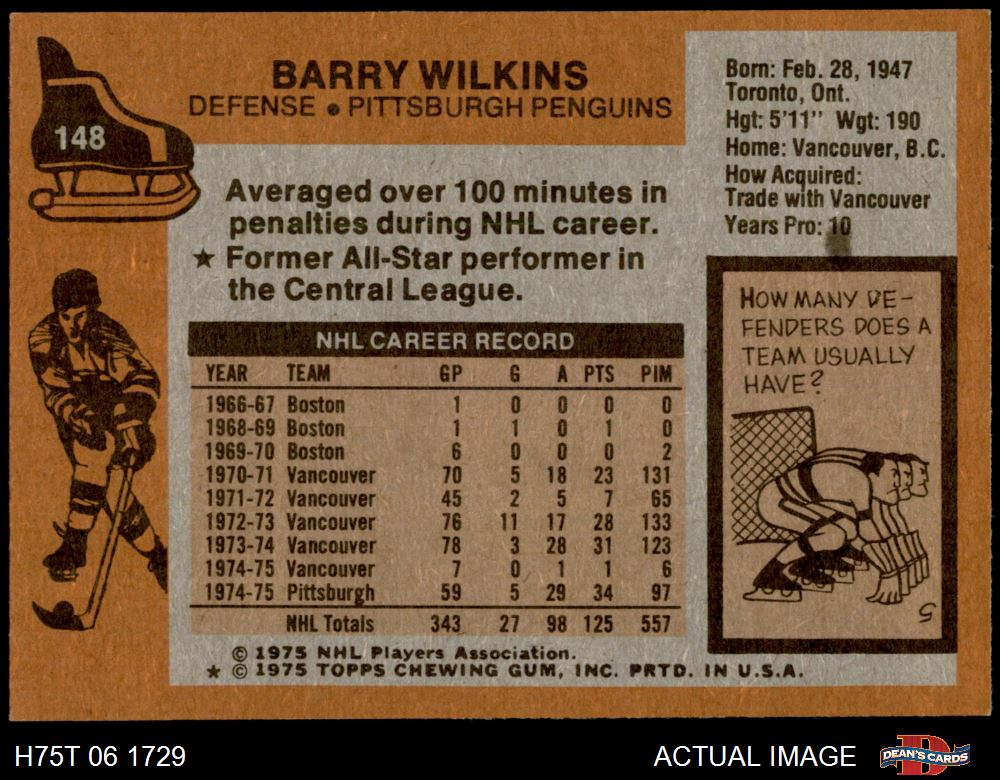 148
BARRY WILKINS
DEFENSE • PITTSBURGH PENGUINS
Born: Feb. 28, 1947
Toronto, Ont.
Hgt: 5'11" Wgt: 190
Home: Vancouver, B.C.
How Acquired:
Trade with Vancouver
Years Pro: 10
Averaged over 100 minutes in
penalties during NHL career.
★ Former All-Star performer in
the Central League.
NHL CAREER RECORD
YEAR TEAM GP G A PTS PIM
1966-67 Boston 1 0 0 0 0
1968-69 Boston 1 1 0 1 0
1969-70 Boston 6 0 0 0 2
1970-71 Vancouver 70 5 18 23 131
1971-72 Vancouver 45 2 5 7 65
1972-73 Vancouver 76 11 17 28 133
1973-74 Vancouver 78 3 28 31 123
1974-75 Vancouver 7 0 1 1 6
1974-75 Pittsburgh 59 5 29 34 97
NHL Totals 343 27 98 125 557
HOW MANY DE-
FENDERS DOES A
TEAM USUALLY
HAVE?
5
© 1975 NHL Players Association.
★ © 1975 TOPPS CHEWING GUM, INC. PRTD. IN U.S.A.
H75T 06 1729
ACTUAL IMAGE
DEAN'S CARDS